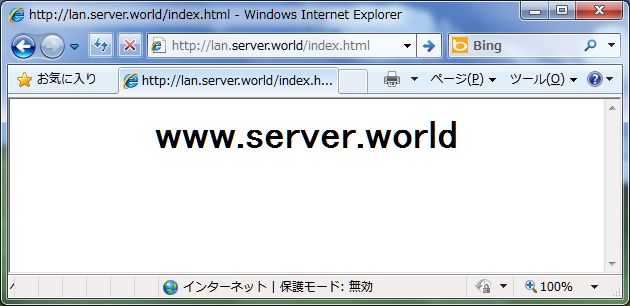 http://lan.server.world/index.html - Windows Internet Explorer
http://lan.server.world/index.html
Bing
お気に入り
http://lan.server.world/index.h...
ページ(P)
ツール(O)
www.server.world
インターネット | 保護モード: 無効
100%